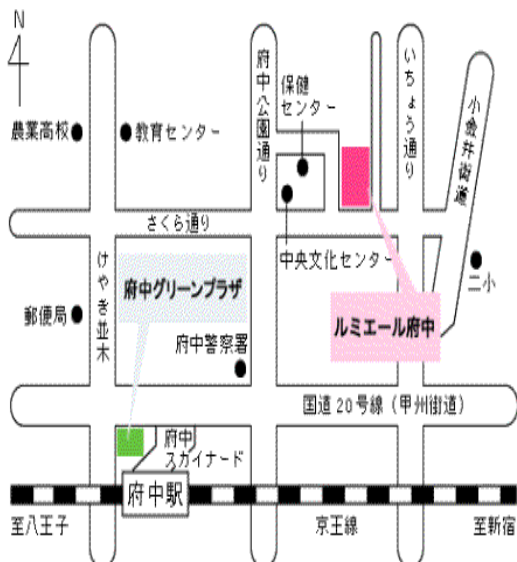 N
農業高校
教育センター
府中公園通り
保健
センター
いちょう通り
小金井街道
さくら通り
中央文化センター
けやき並木
府中グリーンプラザ
郵便局
府中警察署
ルミエール府中
二小
国道20号線（甲州街道）
府中
スカイナード
府中駅
至八王子
京王線
至新宿